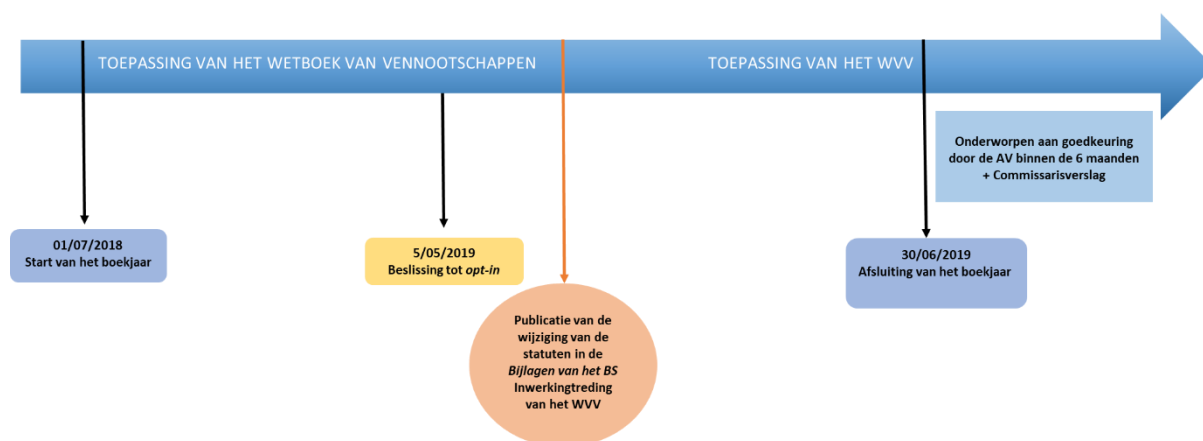 TOEPASSING VAN HET WETBOEK VAN VENNOOTSCHAPPEN
TOEPASSING VAN HET WVV
Onderworpen aan goedkeuring
door de AV binnen de 6 maanden
+ Commissarisverslag
01/07/2018
Start van het boekjaar
5/05/2019
Beslissing tot opt-in
30/06/2019
Afsluiting van het boekjaar
Publicatie van de
wijziging van de
statuten in de
Bijlagen van het BS
Inwerkingtreding
van het WVV